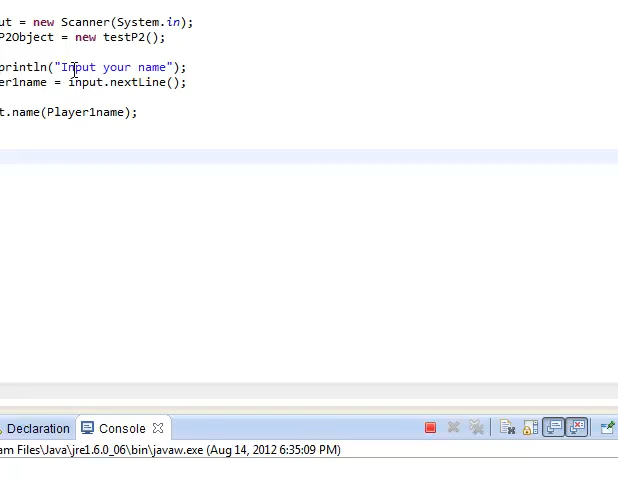 ut = new Scanner(System.in);
P2Object = new testP2();
println("Input your name");
er1name = input.nextLine();
t.name(Player1name);
Declaration Console
am Files\Java\jre1.6.0_06\bin\javaw.exe (Aug 14, 2012 6:35:09 PM)